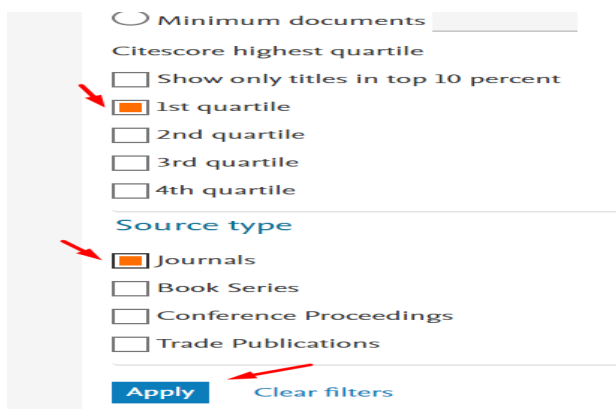 Minimum documents
Citescore highest quartile
Show only titles in top 10 percent
1st quartile
2nd quartile
3rd quartile
4th quartile
Source type
Journals
Book Series
Conference Proceedings
Trade Publications
Apply Clear filters